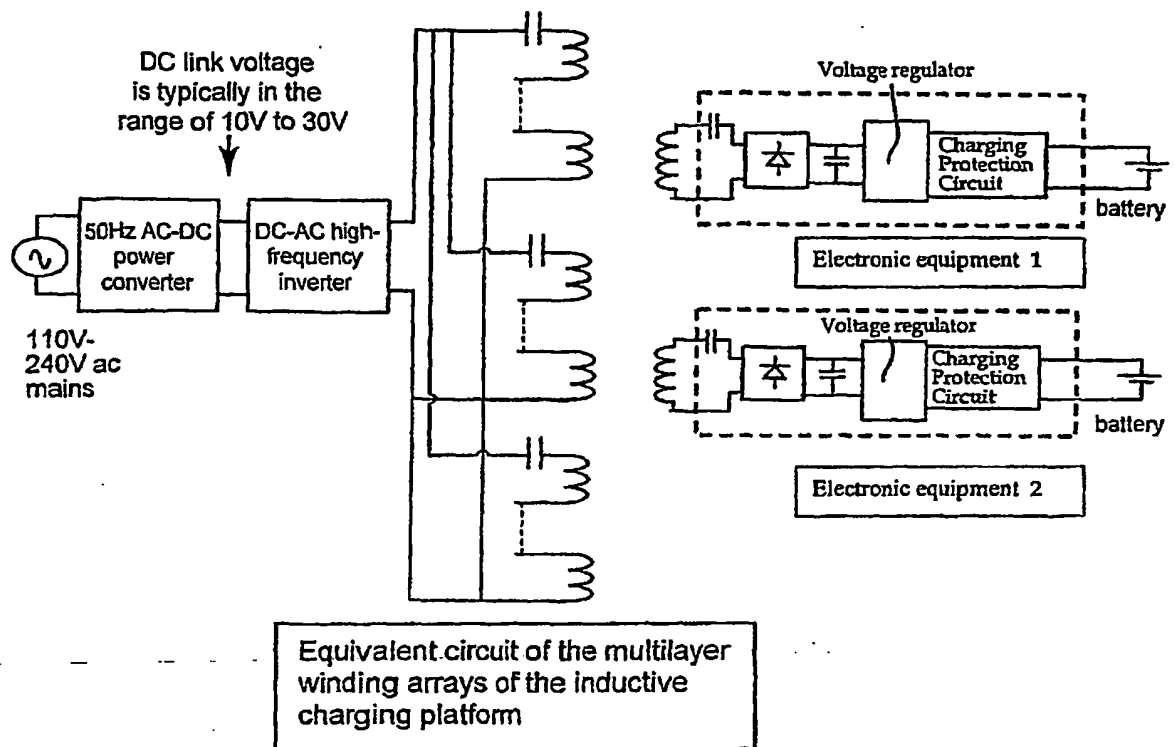 DC link voltage
is typically in the
range of 10V to 30V
50Hz AC-DC
power
converter
DC-AC high-
frequency
inverter
110V-
240V ac
mains
Voltage regulator
Charging
Protection
Circuit
battery
Electronic equipment 1
Voltage regulator
Charging
Protection
Circuit
battery
Electronic equipment 2
Equivalent circuit of the multilayer
winding arrays of the inductive
charging platform